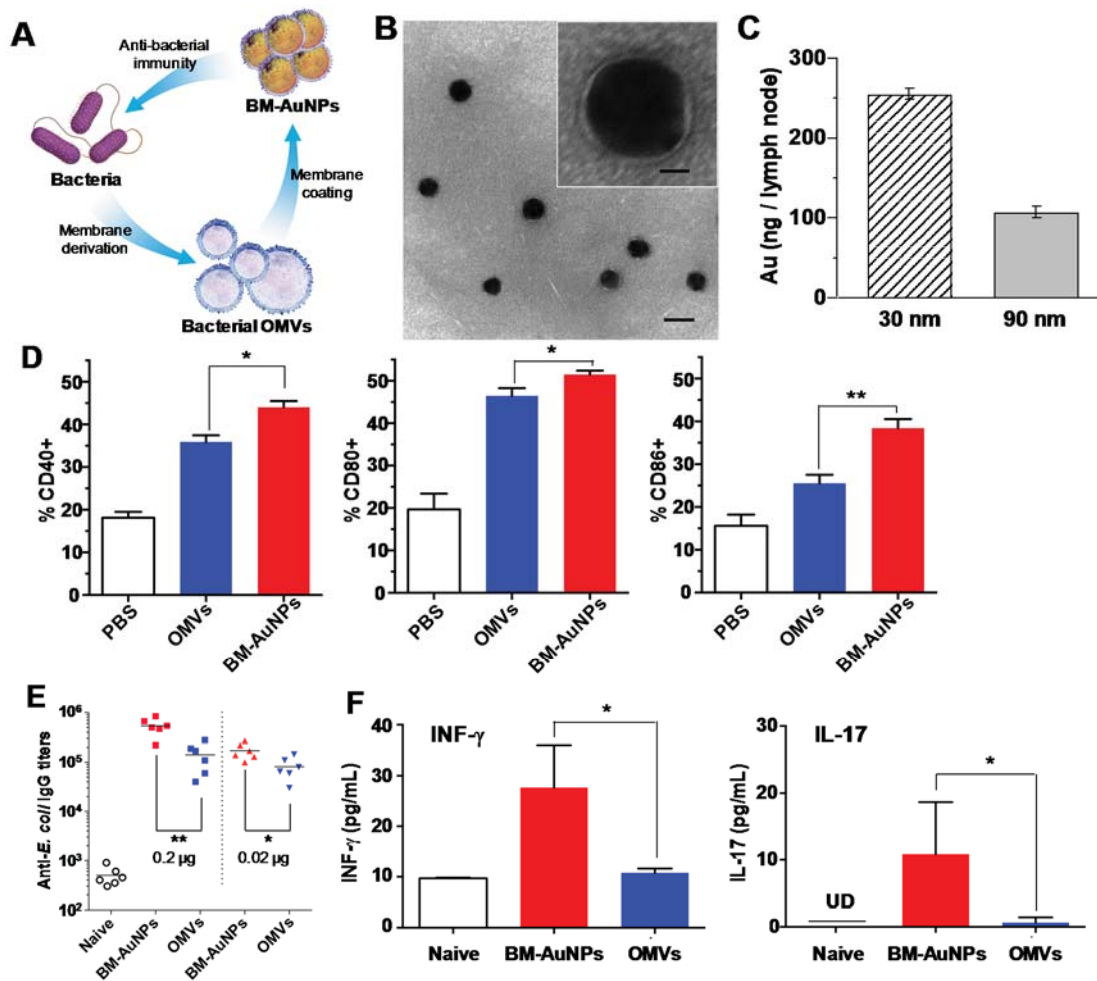 A
Anti-bacterial
immunity
BM-AuNPs
Bacteria
Membrane
coating
Membrane
derivation
Bacterial OMVs
B
C
Au (ng / lymph node)
300
200
100
0
30 nm
90 nm
D
% CD40+
50
40
30
20
10
0
PBS
OMVs
BM-AuNPs
*
% CD80+
50
40
30
20
10
0
PBS
OMVs
BM-AuNPs
*
% CD86+
50
40
30
20
10
0
PBS
OMVs
BM-AuNPs
**
E
Anti-E. coli IgG titers
10⁶
10⁵
10⁴
10³
10²
**
0.2 µg
*
0.02 µg
Naive
BM-AuNPs
OMVs
BM-AuNPs
OMVs
F
INF-γ
INF-γ (pg/mL)
40
30
20
10
0
*
Naive
BM-AuNPs
OMVs
IL-17
IL-17 (pg/mL)
30
20
10
0
UD
*
Naive
BM-AuNPs
OMVs